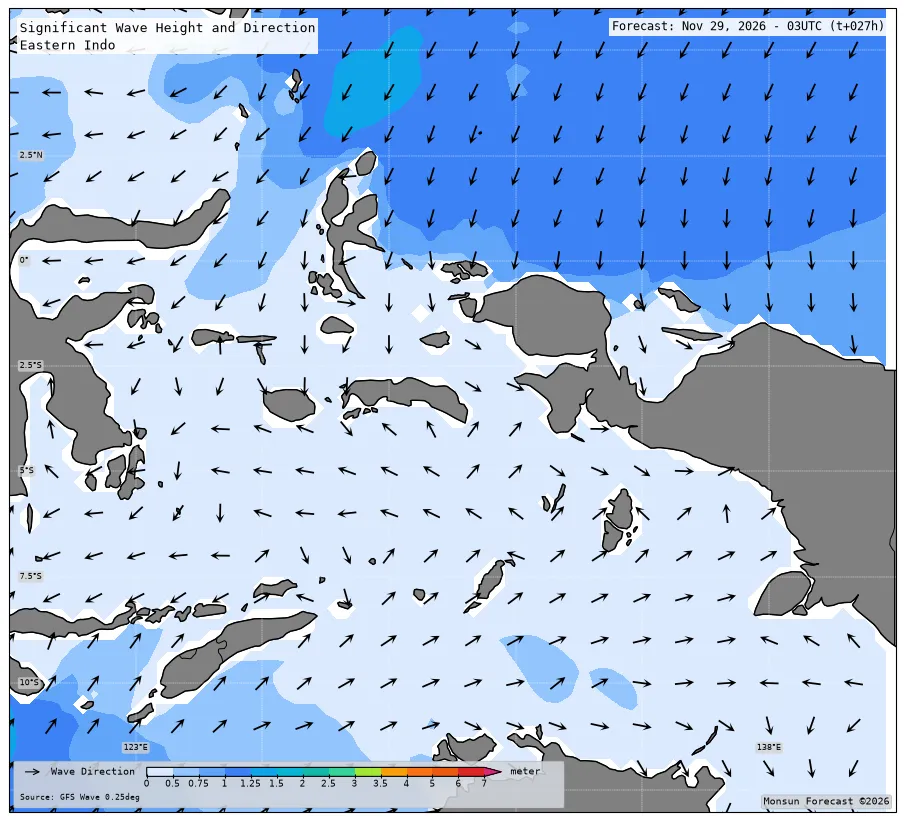 Significant Wave Height and Direction
Eastern Indo
Forecast: Nov 29, 2026 - 03UTC (t+027h)
2.5°N
0°
2.5°S
5°S
7.5°S
10°S
123°E
138°E
Wave Direction
meter
0 0.5 0.75 1 1.25 1.5 2 2.5 3 3.5 4 5 6 7
Source: GFS Wave 0.25deg
Monsun Forecast ©2026